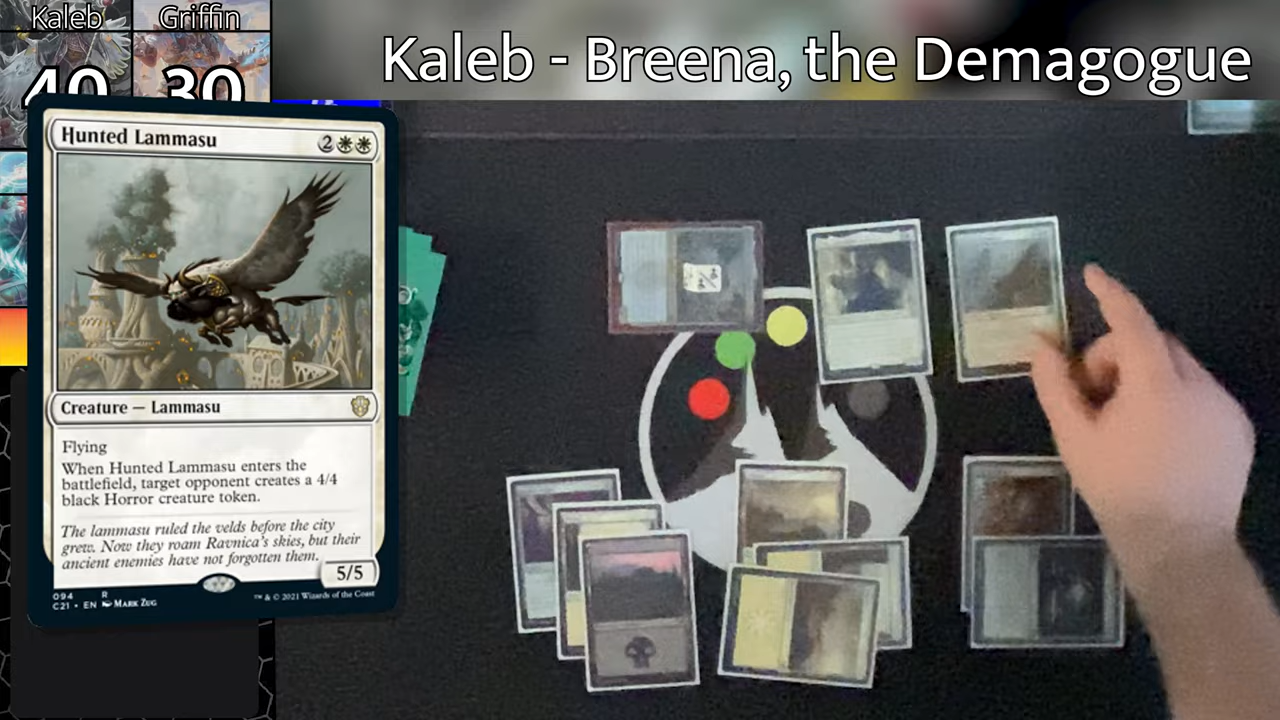 Kaleb
Griffin
40
30
Kaleb - Breena, the Demagogue
Hunted Lammasu
2
Creature — Lammasu
Flying
When Hunted Lammasu enters the
battlefield, target opponent creates a 4/4
black Horror creature token.
The lammasu ruled the velds before the city
grew. Now they roam Ravnica's skies, but their
ancient enemies have not forgotten them.
5/5
094 R
C21 • EN MARK ZUG
™ & © 2021 Wizards of the Coast